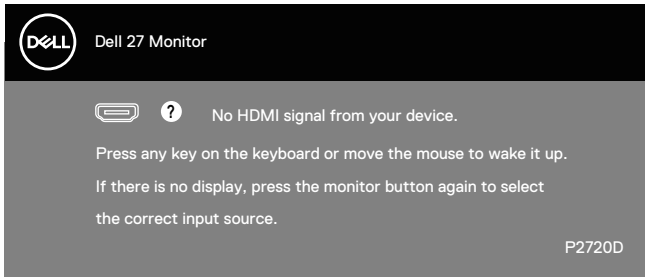 DELL
Dell 27 Monitor
? No HDMI signal from your device.
Press any key on the keyboard or move the mouse to wake it up.
If there is no display, press the monitor button again to select
the correct input source.
P2720D